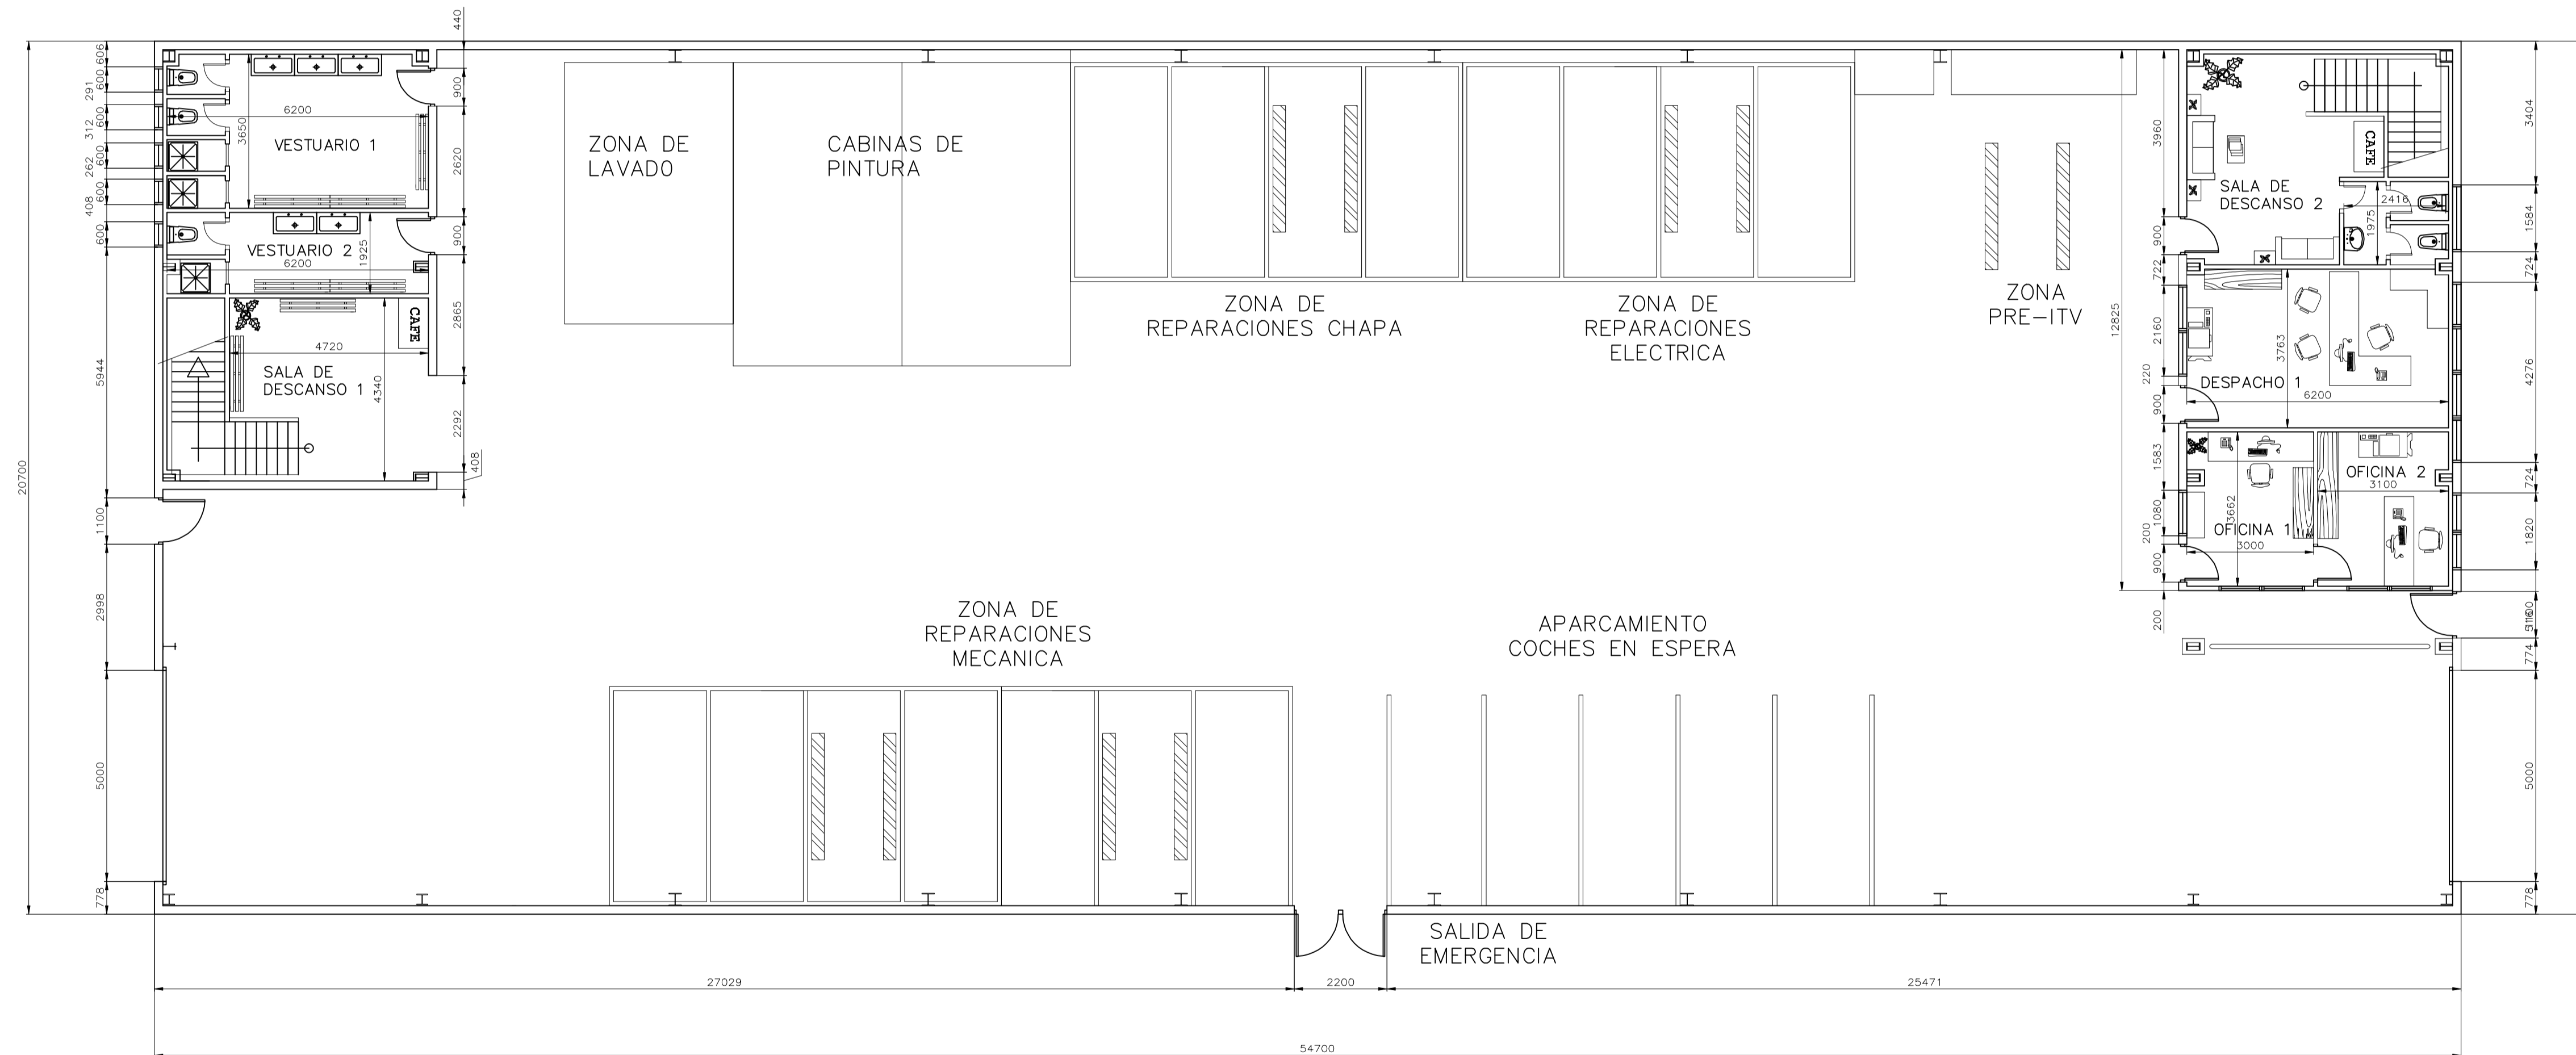 440
20700
606
600
291
600
312
600
262
600
408
600
5944
1100
2998
5000
778
6200
3650
VESTUARIO 1
VESTUARIO 2
1925
6200
CAFE
4720
SALA DE
DESCANSO 1
4340
900
2620
900
2865
2292
408
ZONA DE
LAVADO
CABINAS DE
PINTURA
ZONA DE
REPARACIONES CHAPA
ZONA DE
REPARACIONES
ELECTRICA
ZONA
PRE-ITV
12825
3960
900
722
2160
220
900
1583
1080
200
900
200
CAFE
SALA DE
DESCANSO 2
2416
1975
3763
DESPACHO 1
6200
OFICINA 2
3100
3662
OFICINA 1
3000
3404
1584
724
4276
724
1820
774
5000
778
ZONA DE
REPARACIONES
MECANICA
APARCAMIENTO
COCHES EN ESPERA
SALIDA DE
EMERGENCIA
27029
2200
25471
54700